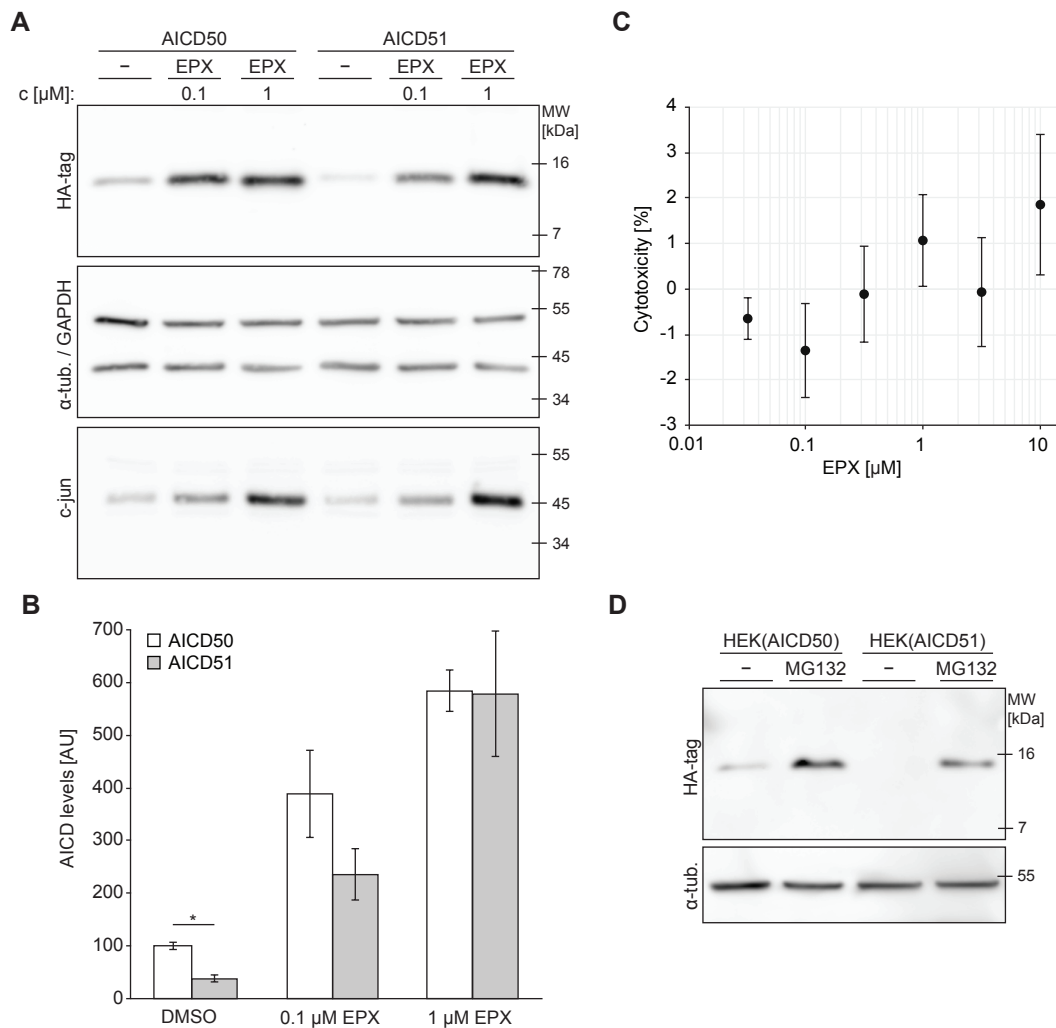 A
AICD50 AICD51
– EPX EPX – EPX EPX
c [µM]: 0.1 1 0.1 1
MW
[kDa]
HA-tag
16
7
α-tub. / GAPDH
78
55
45
34
c-jun
55
45
34
C
Cytotoxicity [%]
4
3
2
1
0
-1
-2
-3
0.01 0.1 1 10
EPX [µM]
B
AICD50
AICD51
AICD levels [AU]
700
600
500
400
300
200
100
0
*
DMSO 0.1 µM EPX 1 µM EPX
D
HEK(AICD50) HEK(AICD51)
– MG132 – MG132
MW
[kDa]
HA-tag
16
7
α-tub.
55